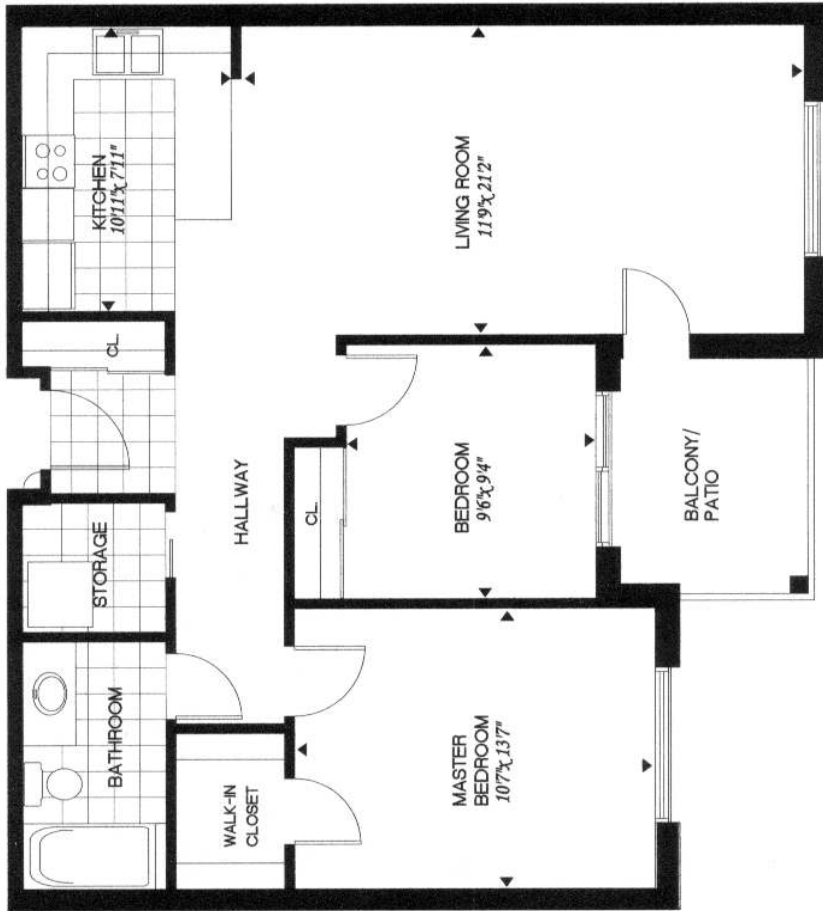 KITCHEN
10'11"x 7'11"
LIVING ROOM
11'9"x 21'2"
CL.
HALLWAY
STORAGE
CL.
BEDROOM
9'6"x 9'4"
BALCONY/
PATIO
BATHROOM
WALK-IN
CLOSET
MASTER
BEDROOM
10'7"x 13'7"